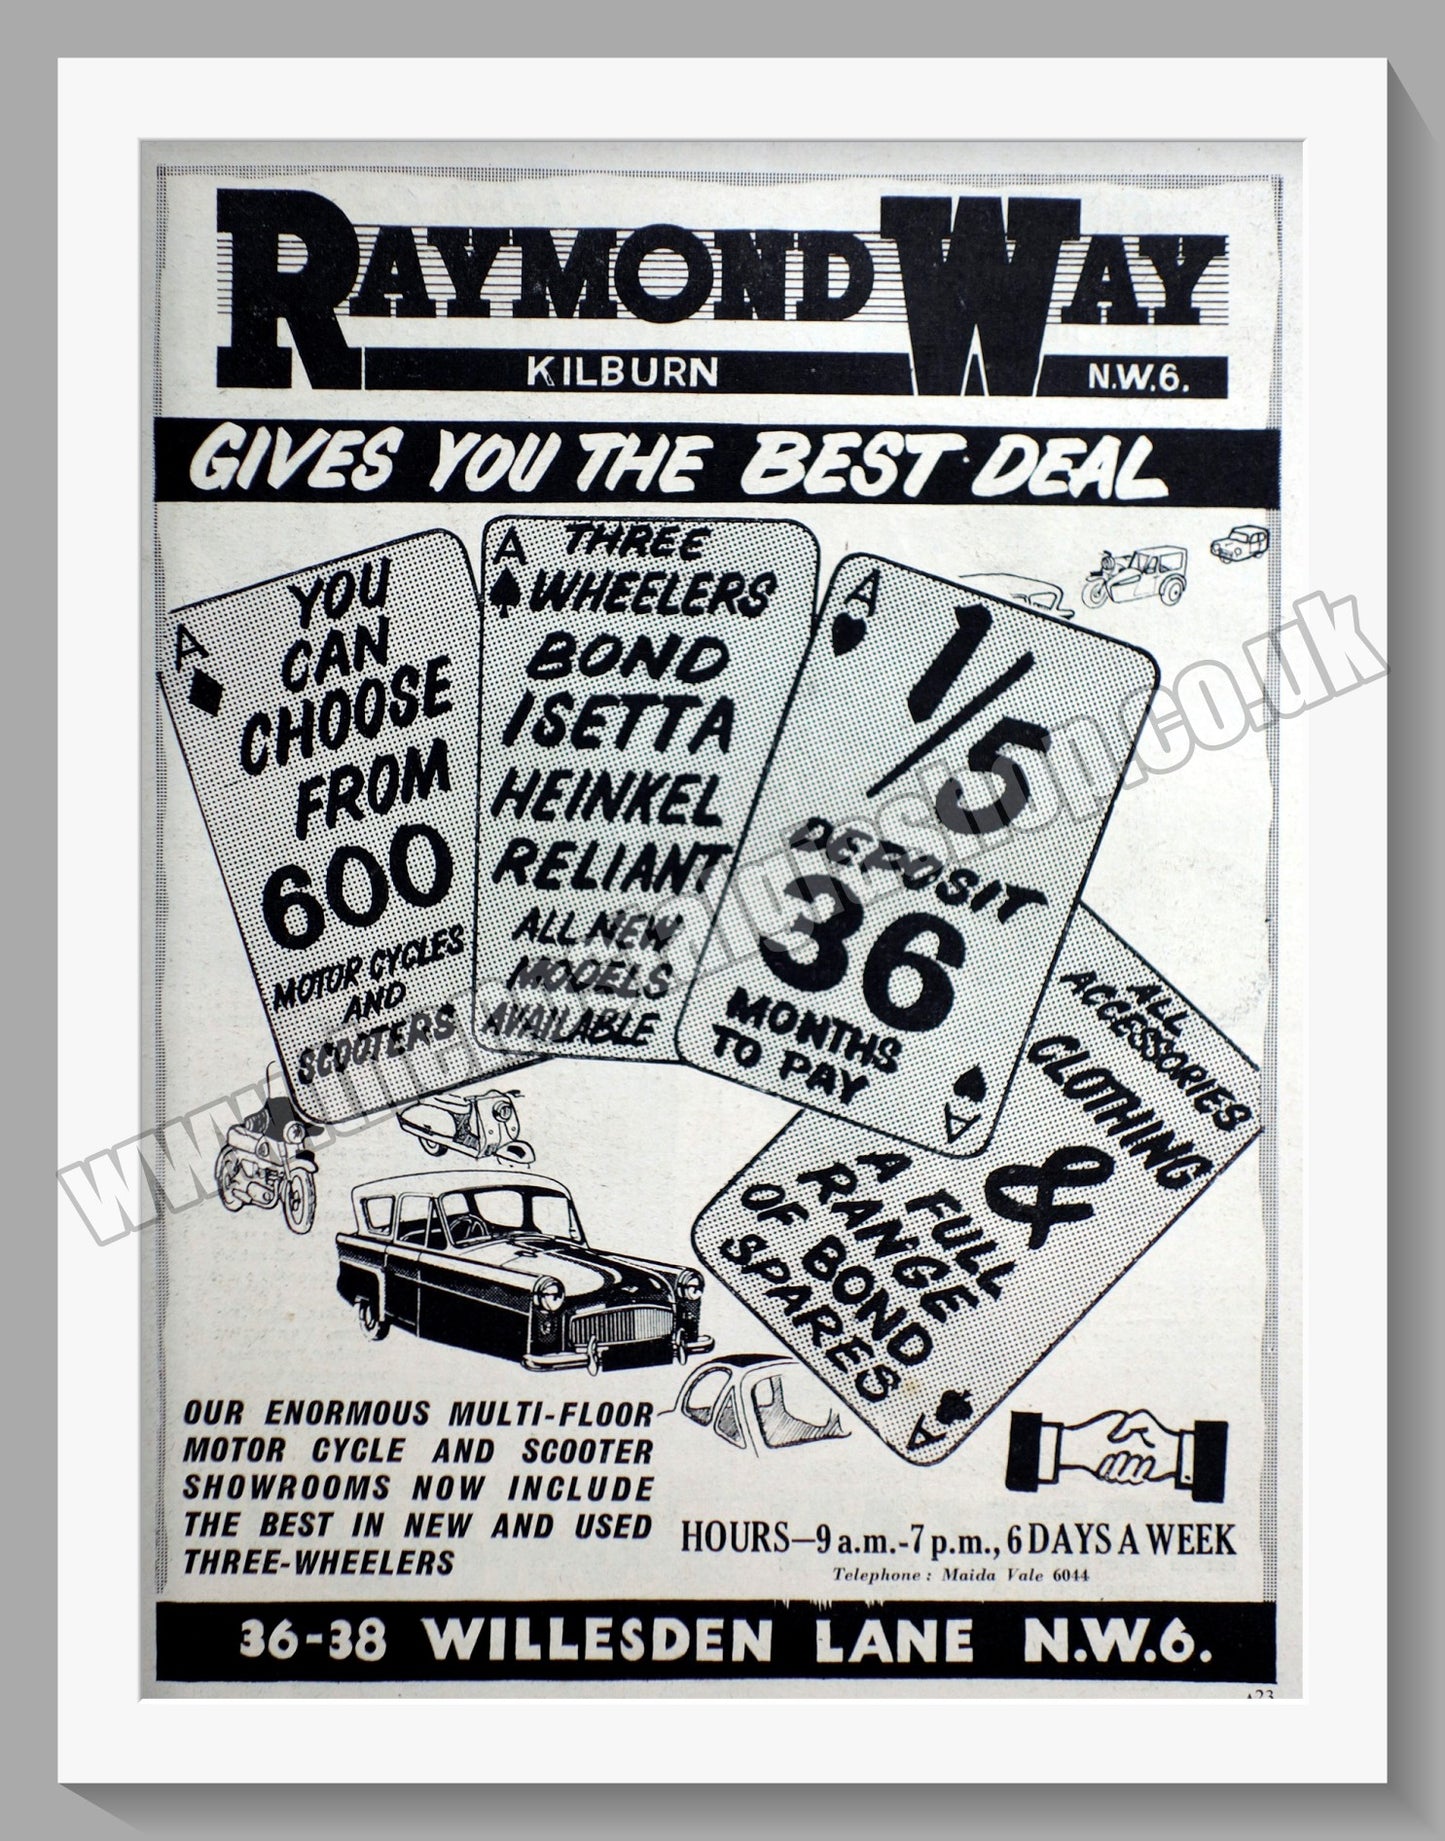 RAYMOND WAY
KILBURN N.W.6.
GIVES YOU THE BEST DEAL
A
YOU
CAN
CHOOSE
FROM
600
MOTOR CYCLES
AND
SCOOTERS
A THREE
WHEELERS
BOND
ISETTA
HEINKEL
RELIANT
ALL NEW
MODELS
AVAILABLE
A
1/5
DEPOSIT
36
MONTHS
TO PAY
A
ALL
ACCESSORIES
CLOTHING
&
A FULL
RANGE
OF BOND
SPARES
A
OUR ENORMOUS MULTI-FLOOR
MOTOR CYCLE AND SCOOTER
SHOWROOMS NOW INCLUDE
THE BEST IN NEW AND USED
THREE-WHEELERS
HOURS—9 a.m.-7 p.m., 6 DAYS A WEEK
Telephone : Maida Vale 6044
36-38 WILLESDEN LANE N.W.6.
A23